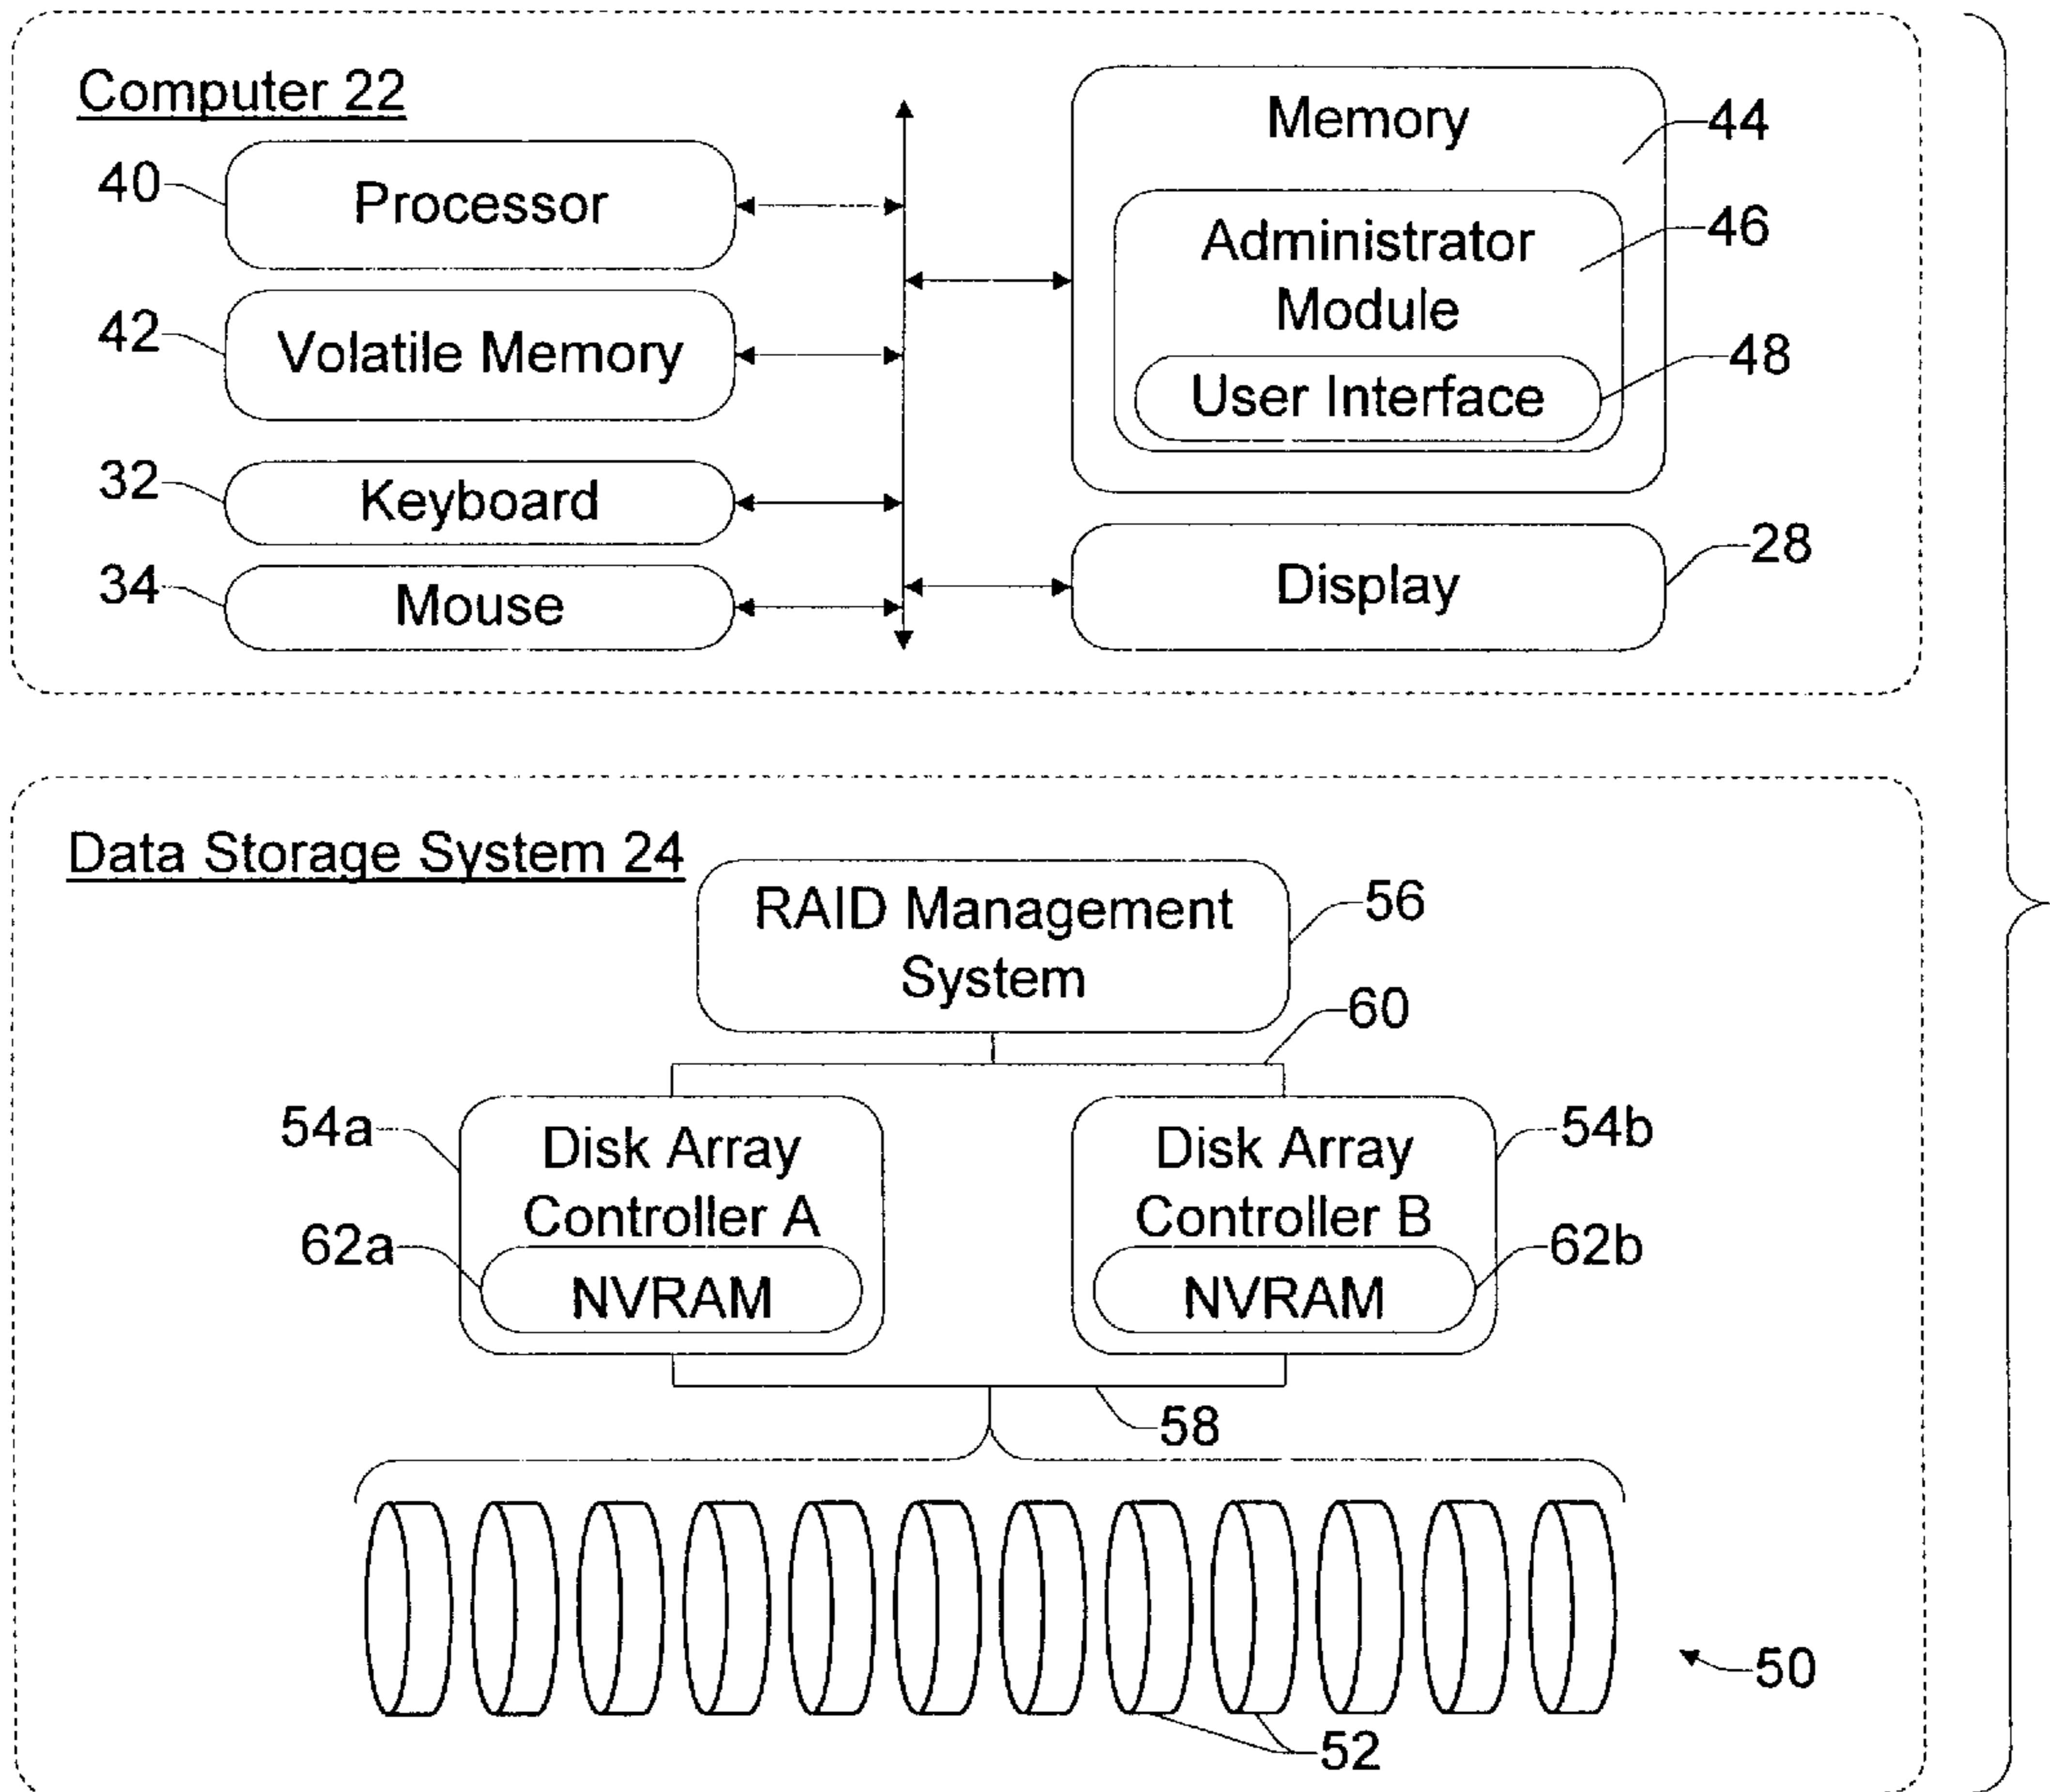 Computer 22
40
Processor
42
Volatile Memory
32
Keyboard
34
Mouse
Memory
44
Administrator
Module
46
User Interface
48
Display
28
Data Storage System 24
RAID Management
System
56
60
54a
Disk Array
Controller A
62a
NVRAM
54b
Disk Array
Controller B
62b
NVRAM
58
50
52